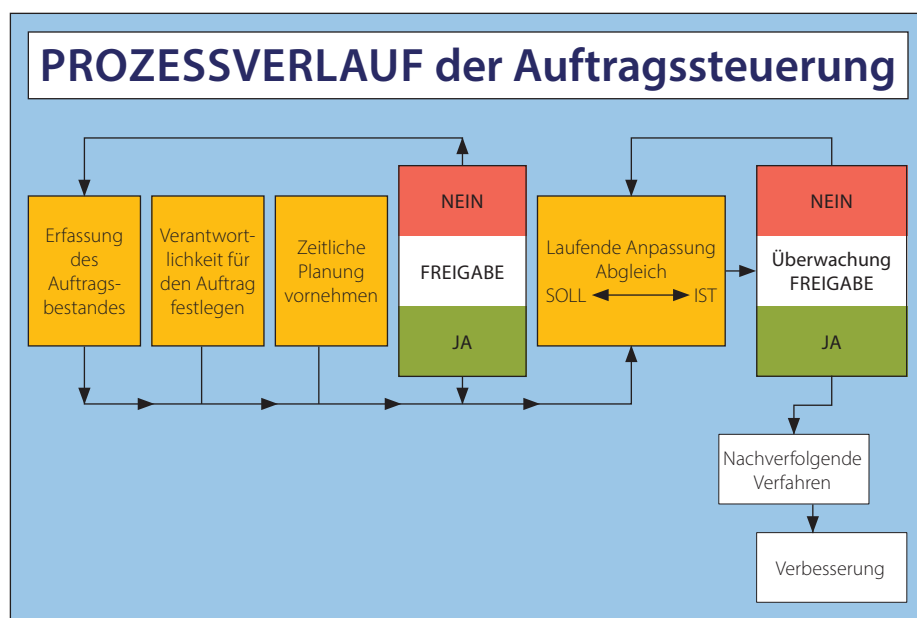 PROZESSVERLAUF der Auftragssteuerung
Erfassung
des
Auftrags-
bestandes
Verantwort-
lichkeit für
den Auftrag
festlegen
Zeitliche
Planung
vornehmen
NEIN
FREIGABE
JA
Laufende Anpassung
Abgleich
SOLL IST
NEIN
Überwachung
FREIGABE
JA
Nachverfolgende
Verfahren
Verbesserung